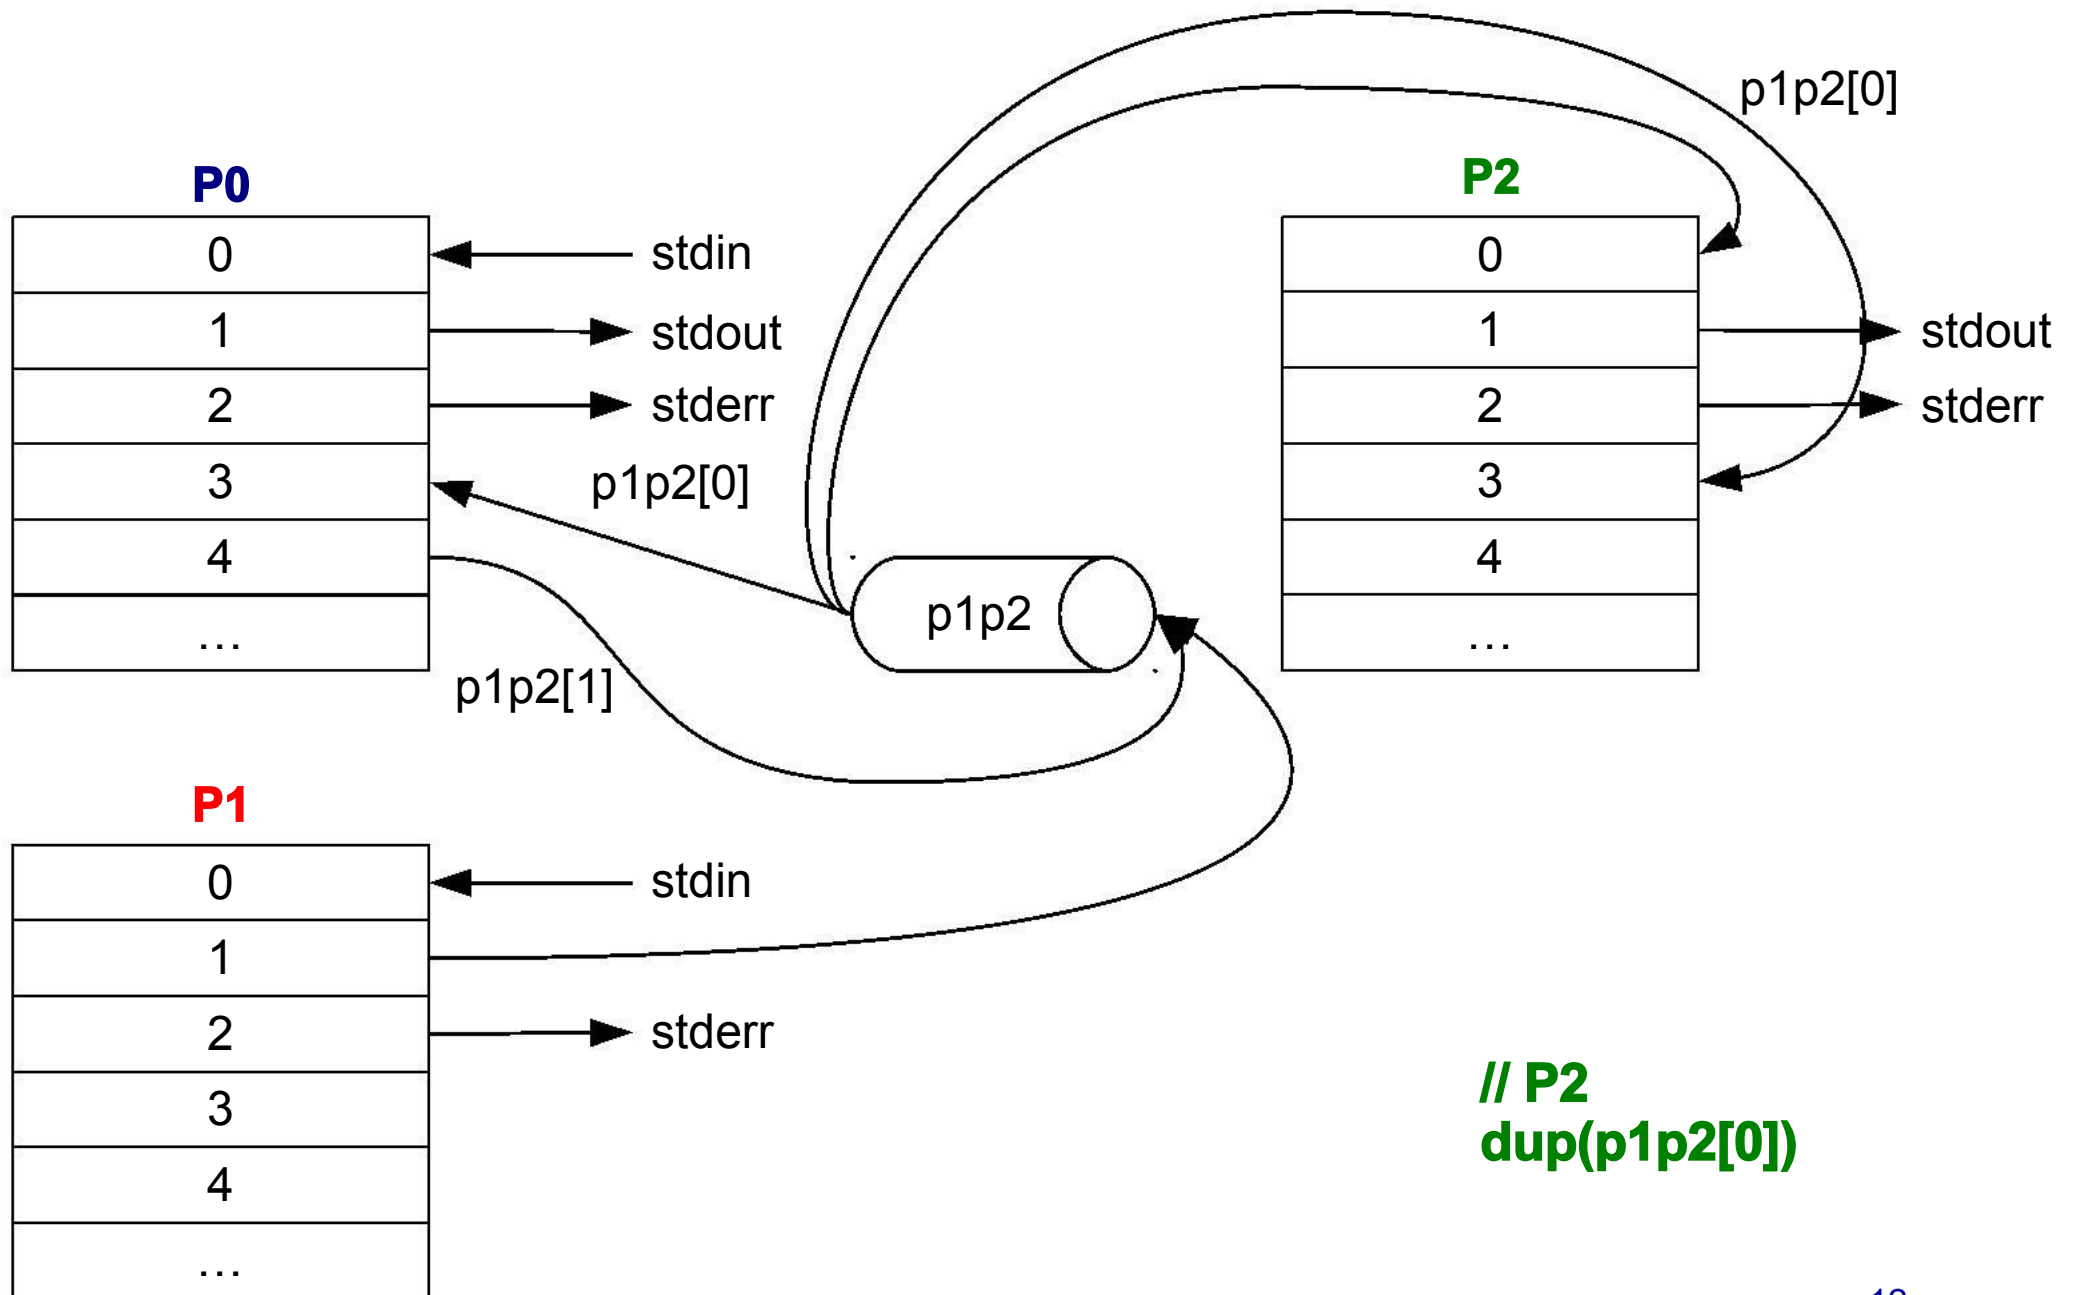 p1p2[0]
P0
P2
0
stdin
0
1
stdout
1
stdout
2
stderr
2
stderr
3
p1p2[0]
3
4
p1p2
4
...
...
p1p2[1]
P1
0
stdin
1
2
stderr
3
// P2
dup(p1p2[0])
4
...